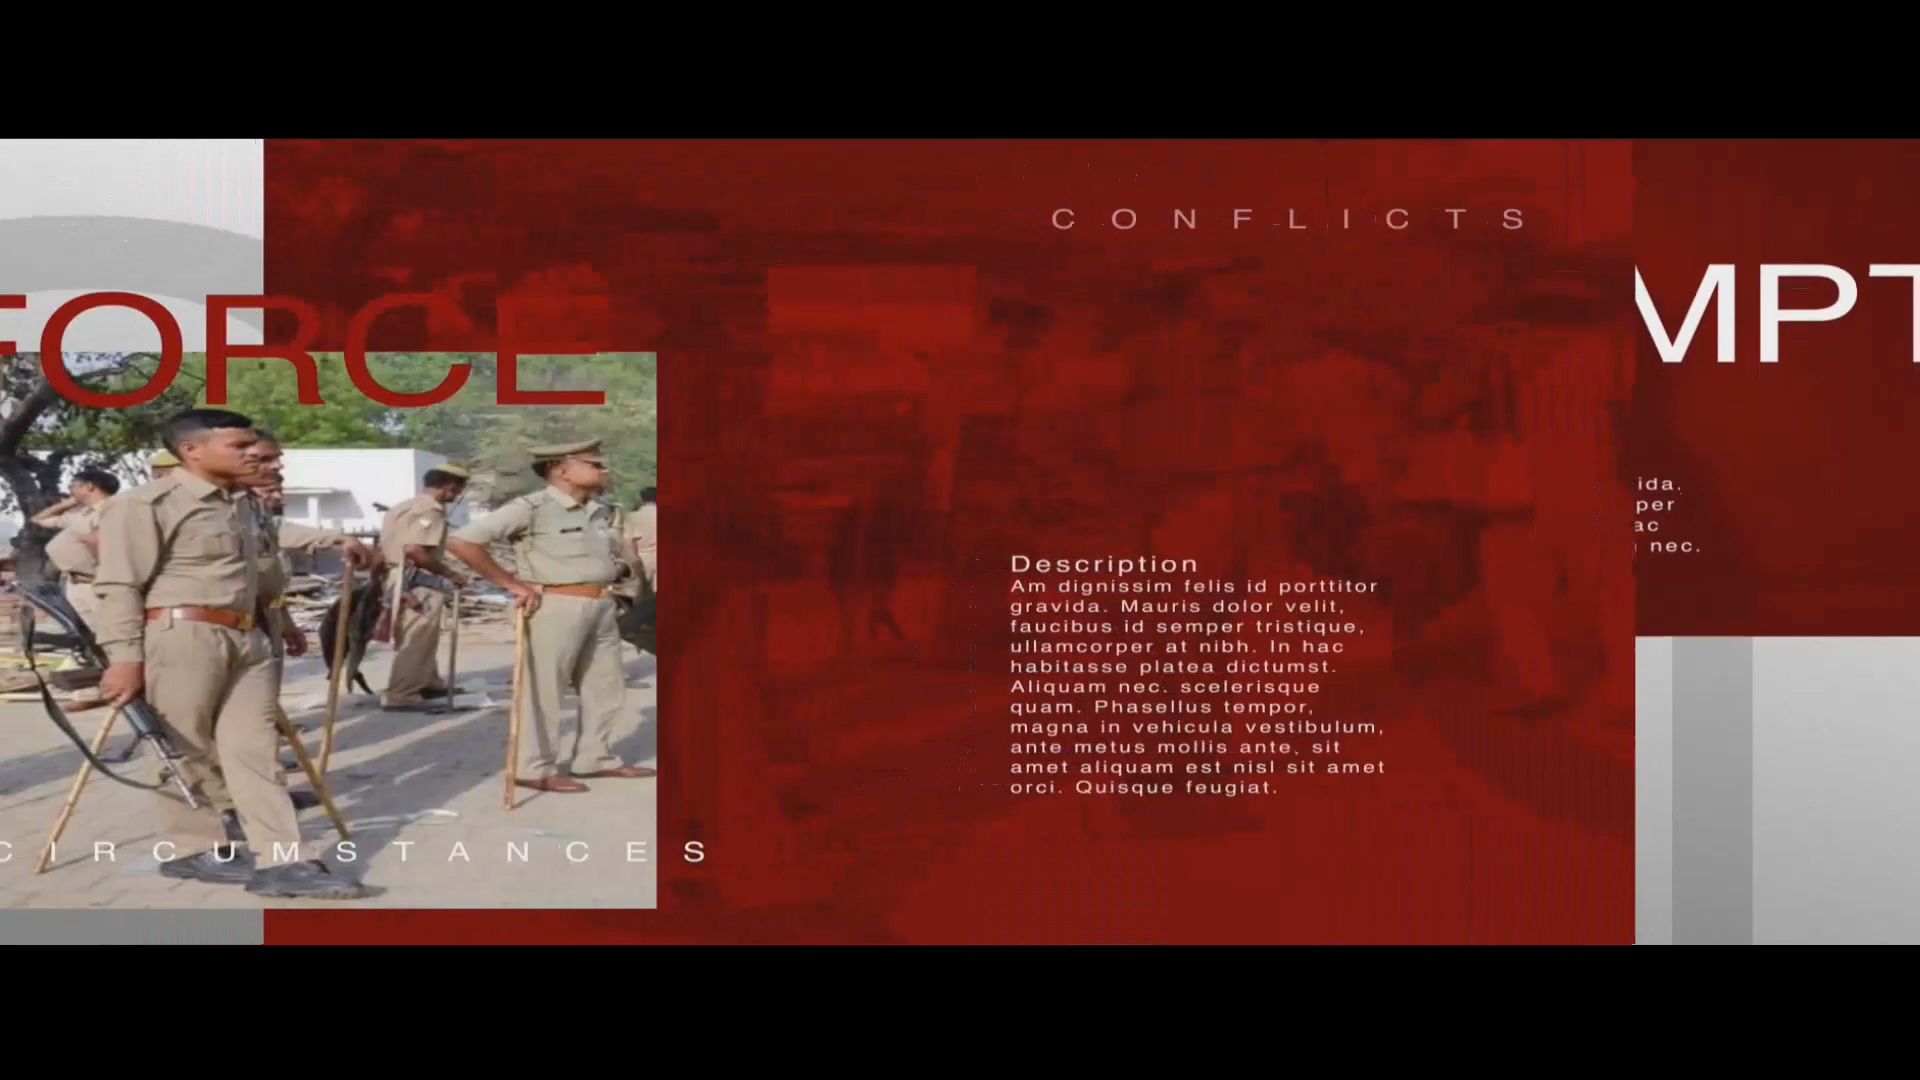 CONFLICTS
FORCE
MPT
ida.
per
ac
nec.
Description
Am dignissim felis id porttitor
gravida. Mauris dolor velit,
faucibus id semper tristique,
ullamcorper at nibh. In hac
habitasse platea dictumst.
Aliquam nec. scelerisque
quam. Phasellus tempor,
magna in vehicula vestibulum,
ante metus mollis ante, sit
amet aliquam est nisl sit amet
orci. Quisque feugiat.
CIRCUMSTANCES